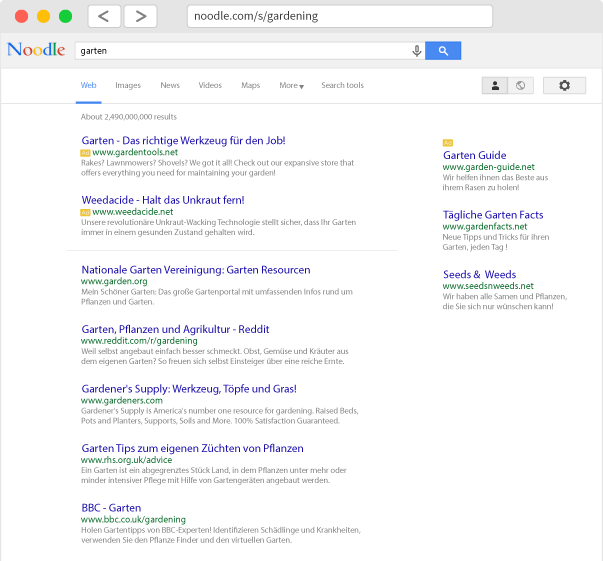 noodle.com/s/gardening
Noodle
garten
Web Images News Videos Maps More Search tools
About 2,490,000,000 results
Garten - Das richtige Werkzeug für den Job!
Ad www.gardentools.net
Rakes? Lawnmowers? Shovels? We got it all! Check out our expansive store that
offers everything you need for maintaining your garden!
Weedacide - Halt das Unkraut fern!
Ad www.weedacide.net
Unsere revolutionäre Unkraut-Wacking Technologie stellt sicher, dass Ihr Garten
immer in einem gesunden Zustand gehalten wird.
Nationale Garten Vereinigung: Garten Resourcen
www.garden.org
Mein Schöner Garten: Das große Gartenportal mit umfassenden Infos rund um
Pflanzen und Garten.
Garten, Pflanzen und Agrikultur - Reddit
www.reddit.com/r/gardening
Weil selbst angebaut einfach besser schmeckt. Obst, Gemüse und Kräuter aus
dem eigenen Garten? So freuen sich selbst Einsteiger über eine reiche Ernte.
Gardener's Supply: Werkzeug, Töpfe und Gras!
www.gardeners.com
Gardener's Supply is America's number one resource for gardening. Raised Beds,
Pots and Planters, Supports, Soils and More. 100% Satisfaction Guaranteed.
Garten Tips zum eigenen Züchten von Pflanzen
www.rhs.org.uk/advice
Ein Garten ist ein abgegrenztes Stück Land, in dem Pflanzen unter mehr oder
minder intensiver Pflege mit Hilfe von Gartengeräten angebaut werden.
BBC - Garten
www.bbc.co.uk/gardening
Holen Gartentipps von BBC-Experten! Identifizieren Schädlinge und Krankheiten,
verwenden Sie den Pflanze Finder und den virtuellen Garten.
Ad
Garten Guide
www.garden-guide.net
Wir helfen ihnen das Beste aus
ihrem Rasen zu holen!
Tägliche Garten Facts
www.gardenfacts.net
Neue Tipps und Tricks für ihren
Garten, jeden Tag !
Seeds & Weeds
www.seedsnweeds.net
Wir haben alle Samen und Pflanzen,
die Sie sich nur wünschen kann!